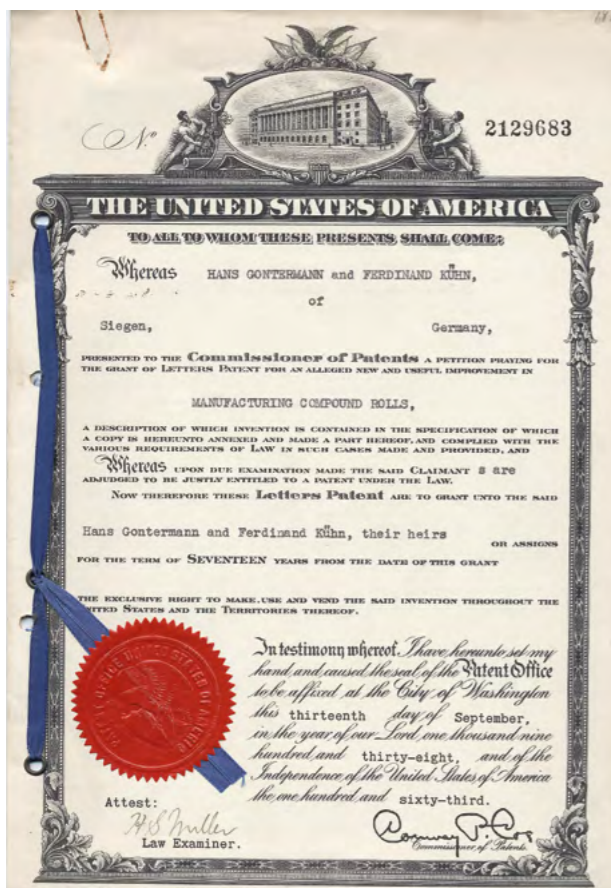 No
2129683
THE UNITED STATES OF AMERICA
TO ALL TO WHOM THESE PRESENTS SHALL COME:
Whereas HANS GONTERMANN and FERDINAND KÜHN,
of
Siegen, Germany,
PRESENTED TO THE Commissioner of Patents A PETITION PRAYING FOR
THE GRANT OF LETTERS PATENT FOR AN ALLEGED NEW AND USEFUL IMPROVEMENT IN
MANUFACTURING COMPOUND ROLLS,
A DESCRIPTION OF WHICH INVENTION IS CONTAINED IN THE SPECIFICATION OF WHICH
A COPY IS HEREUNTO ANNEXED AND MADE A PART HEREOF, AND COMPLIED WITH THE
VARIOUS REQUIREMENTS OF LAW IN SUCH CASES MADE AND PROVIDED, AND
Whereas UPON DUE EXAMINATION MADE THE SAID CLAIMANT s are
ADJUDGED TO BE JUSTLY ENTITLED TO A PATENT UNDER THE LAW.
NOW THEREFORE THESE Letters Patent ARE TO GRANT UNTO THE SAID
Hans Gontermann and Ferdinand Kühn, their heirs
OR ASSIGNS
FOR THE TERM OF SEVENTEEN YEARS FROM THE DATE OF THIS GRANT
THE EXCLUSIVE RIGHT TO MAKE, USE AND VEND THE SAID INVENTION THROUGHOUT THE
UNITED STATES AND THE TERRITORIES THEREOF.
In testimony whereof I have hereunto set my
hand and caused the seal of the Patent Office
to be affixed at the City of Washington
this thirteenth day of September,
in the year of our Lord one thousand nine
hundred and thirty-eight, and of the
Independence of the United States of America
the one hundred and sixty-third.
PATENT OFFICE UNITED STATES OF AMERICA
Attest:
H S Miller
Law Examiner.
Conway P. Coe
Commissioner of Patents.